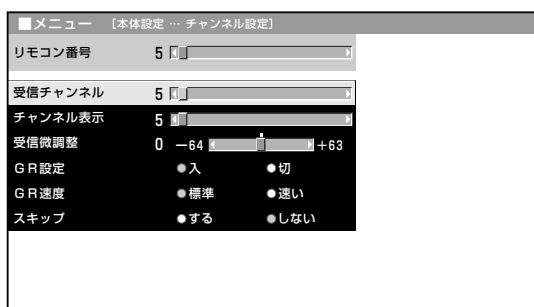 ■メニュー [本体設定 … チャンネル設定]
リモコン番号 5
受信チャンネル 5
チャンネル表示 5
受信微調整 0 −64 +63
GR設定 ●入 ●切
GR速度 ●標準 ●速い
スキップ ●する ●しない